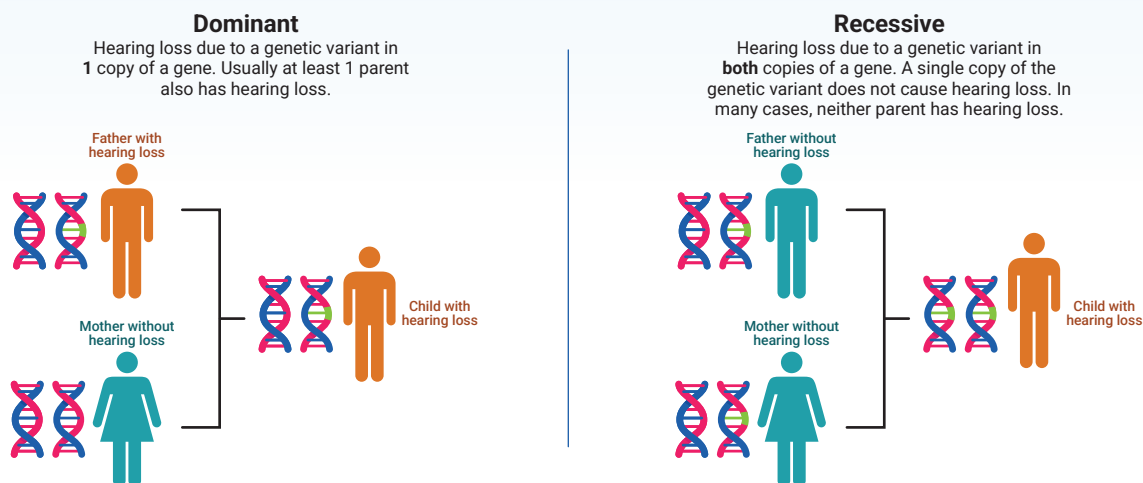 Dominant
Hearing loss due to a genetic variant in
1 copy of a gene. Usually at least 1 parent
also has hearing loss.
Father with
hearing loss
Mother without
hearing loss
Child with
hearing loss
Recessive
Hearing loss due to a genetic variant in
both copies of a gene. A single copy of the
genetic variant does not cause hearing loss. In
many cases, neither parent has hearing loss.
Father without
hearing loss
Mother without
hearing loss
Child with
hearing loss